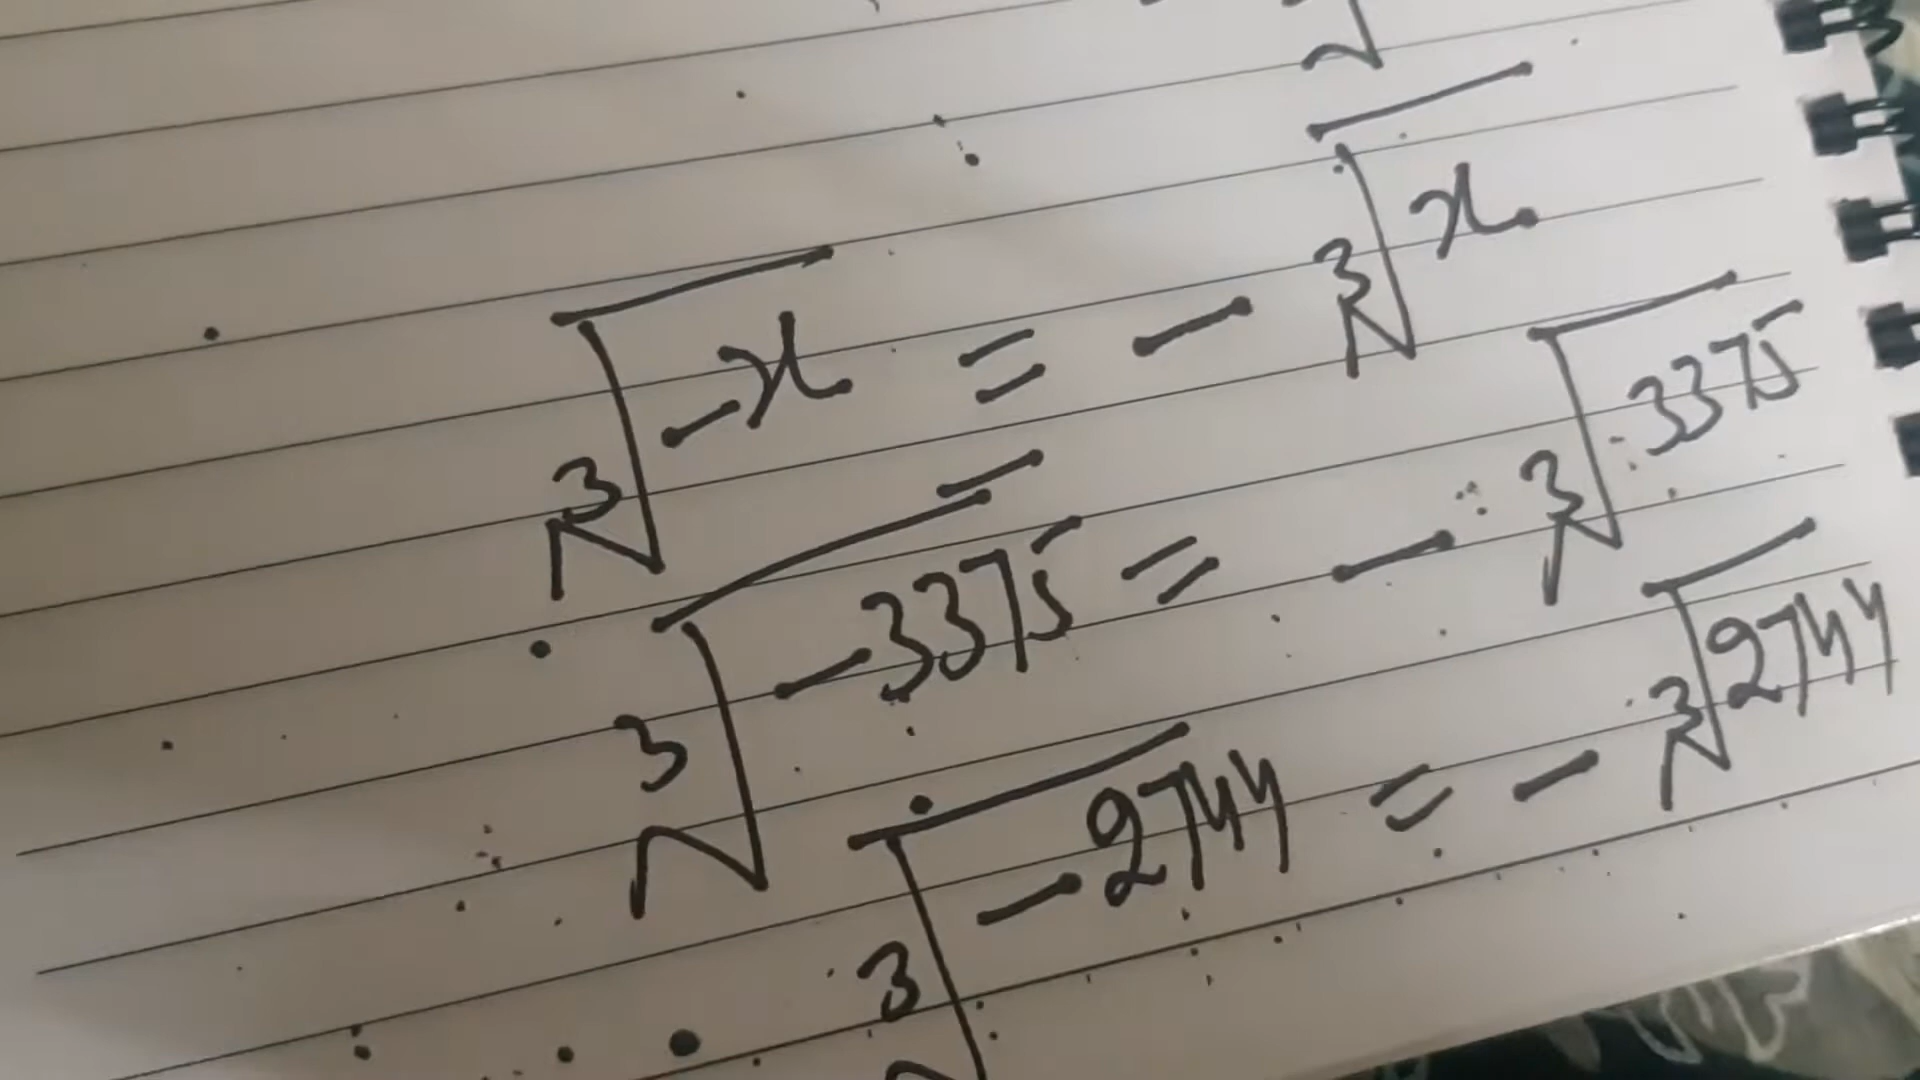 ∛-x = - ∛x
=
∛-3375 = - ∛3375
∛-2744 = - ∛2744